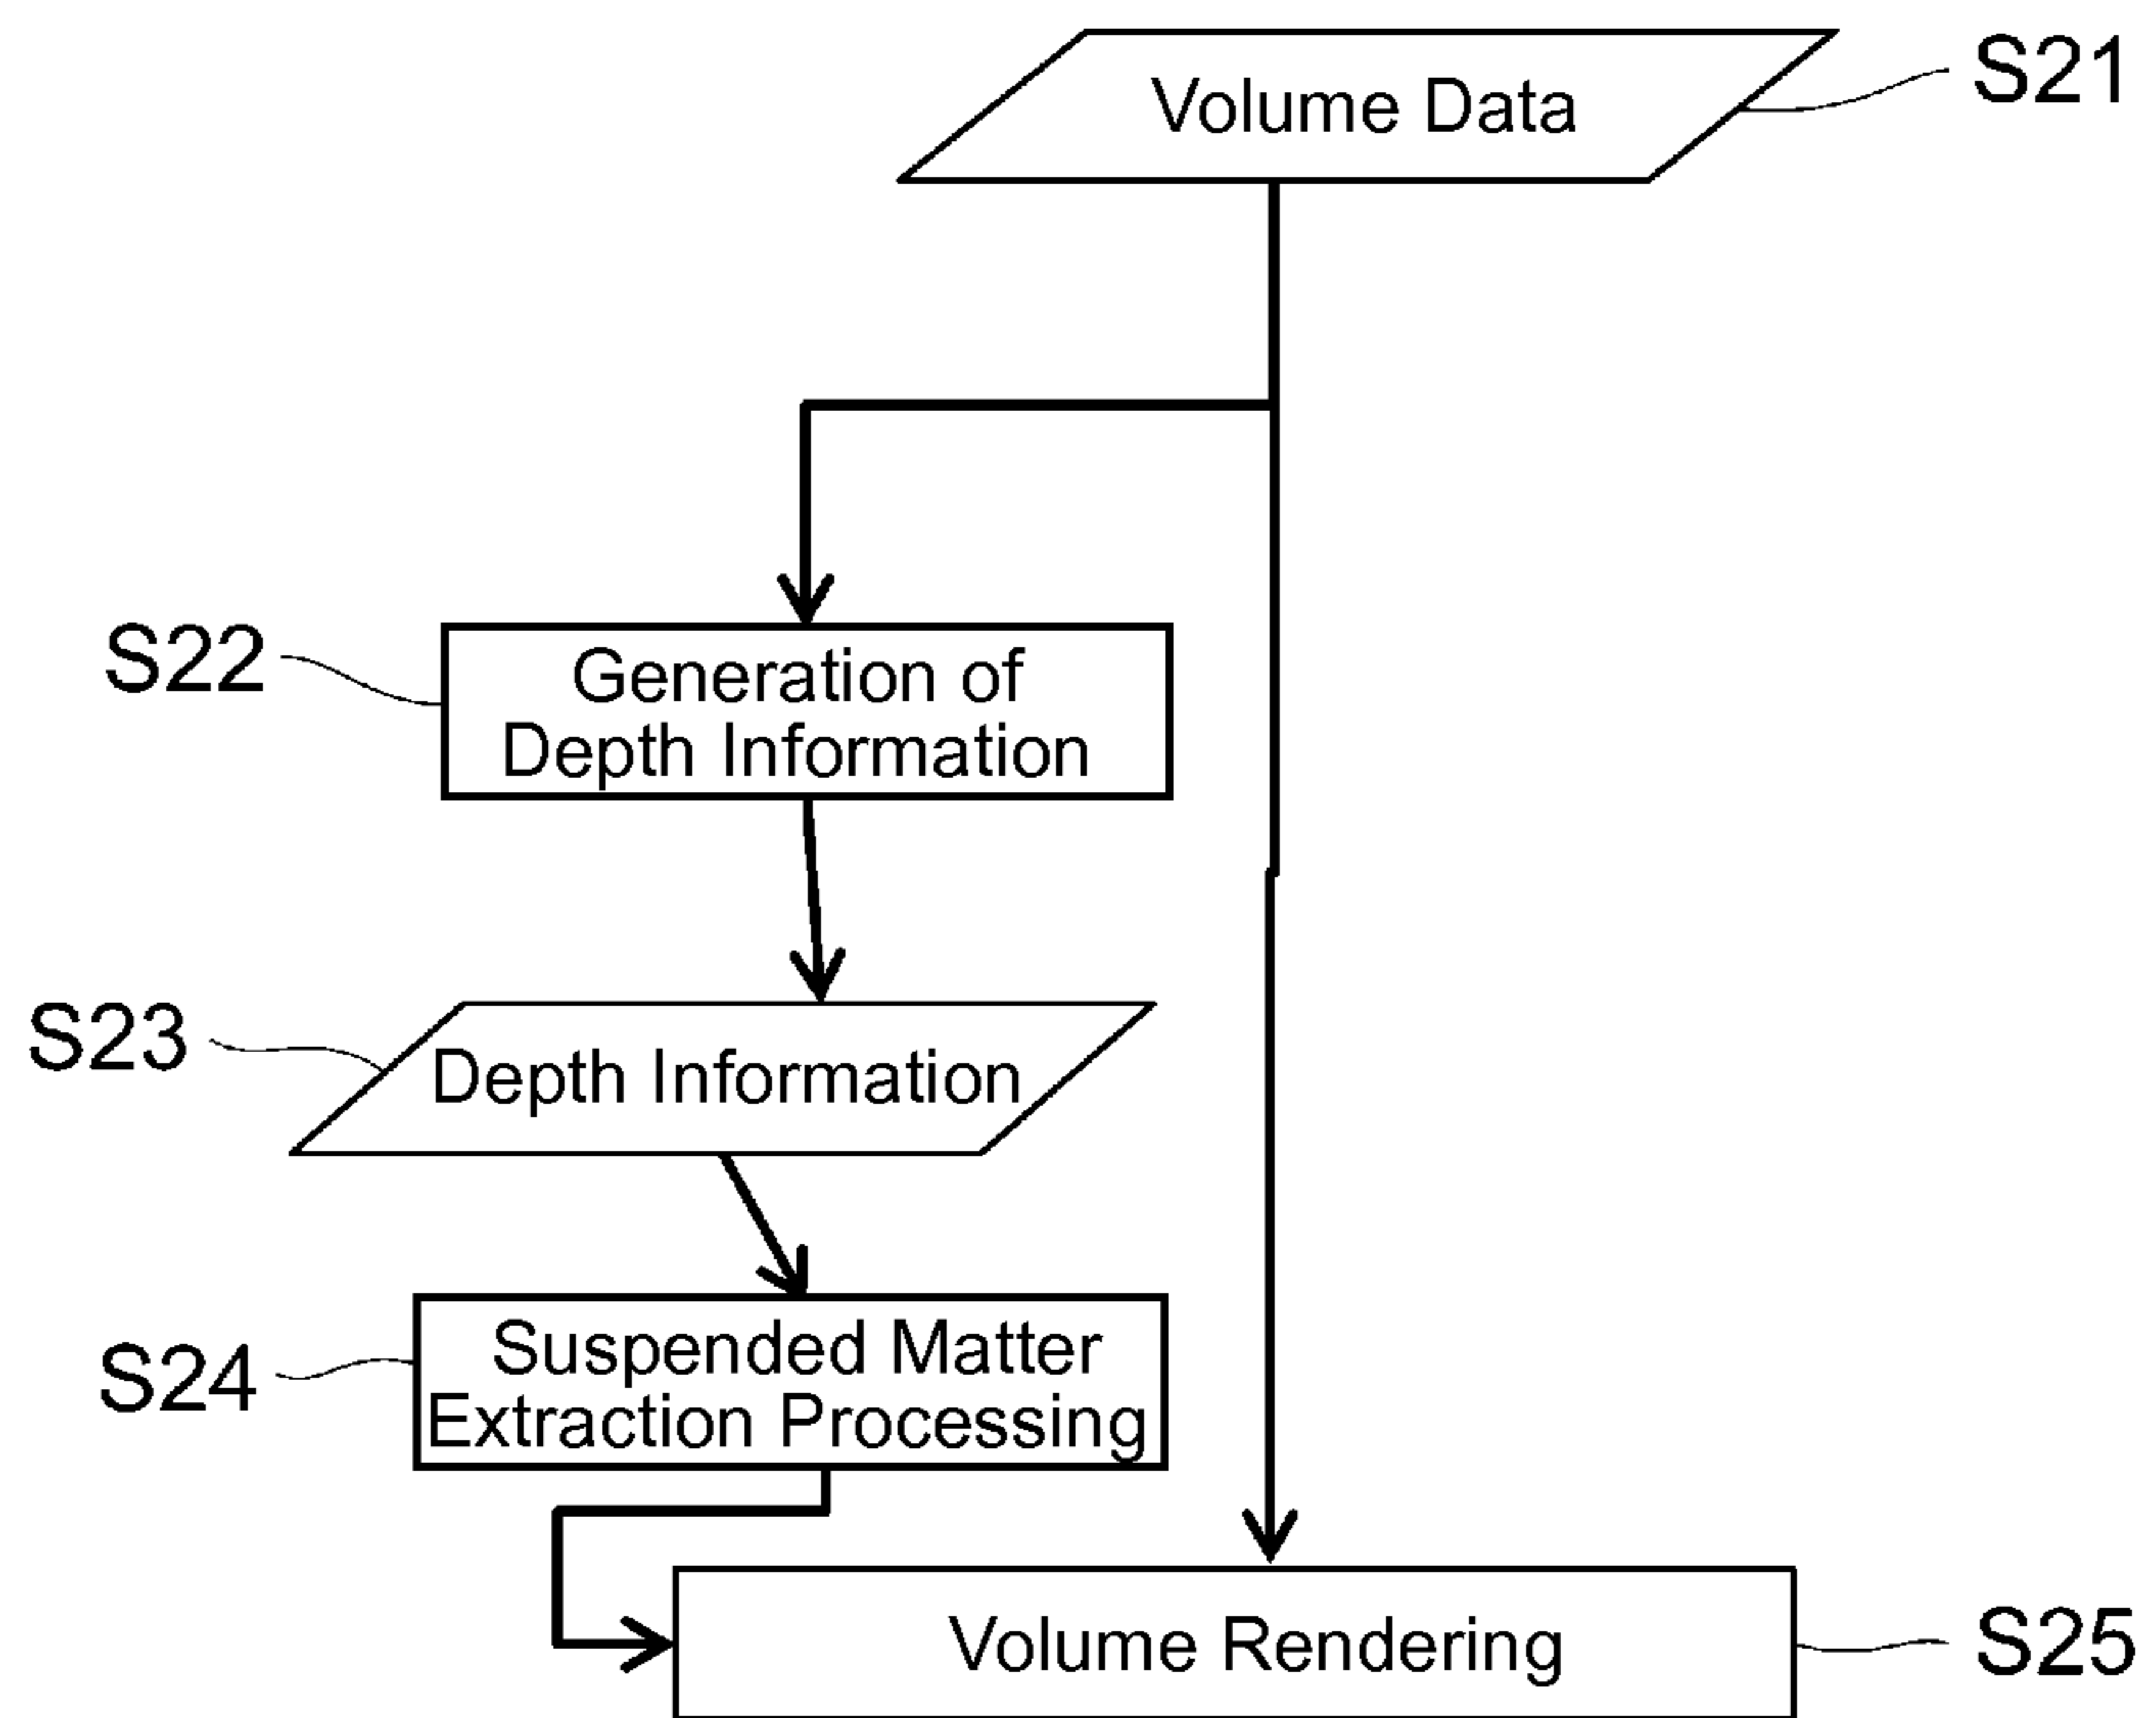 Volume Data
S21
S22
Generation of
Depth Information
S23
Depth Information
S24
Suspended Matter
Extraction Processing
Volume Rendering
S25